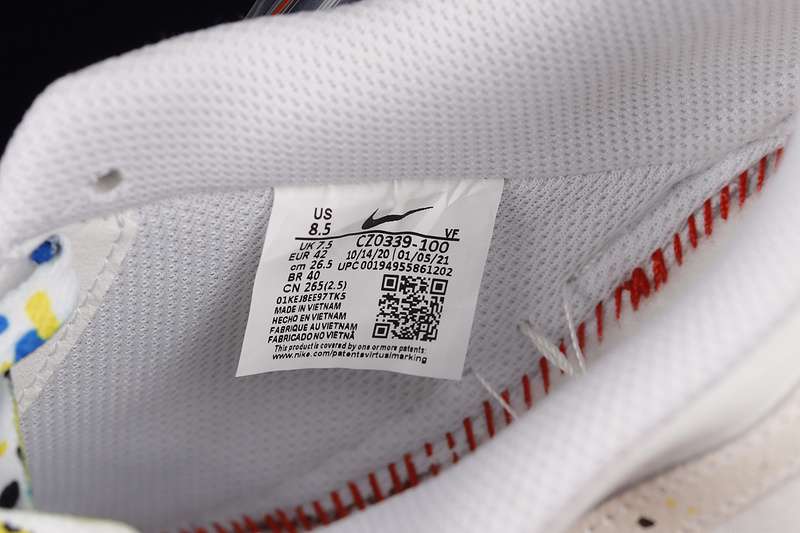 US
8.5
VF
UK 7.5
CZ0339-100
EUR 42
10/14/20 01/05/21
cm 26.5
UPC 00194955861202
BR 40
CN 265(2.5)
01KEJ8EE97TK5
MADE IN VIETNAM
HECHO EN VIETNAM
FABRIQUE AU VIETNAM
FABRICADO NO VIETNÃ
This product is covered by one or more patents:
www.nike.com/patentsvirtualmarking